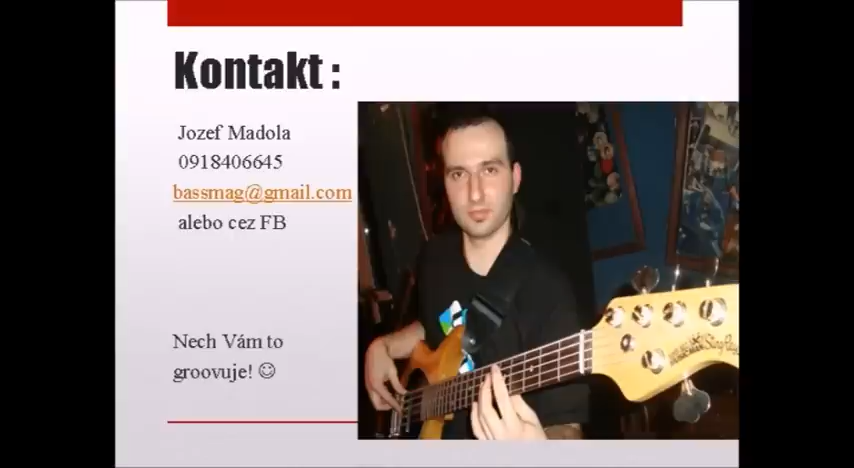 Kontakt :
Jozef Madola
0918406645
bassmag@gmail.com
alebo cez FB
Nech Vám to
groovuje! ☺